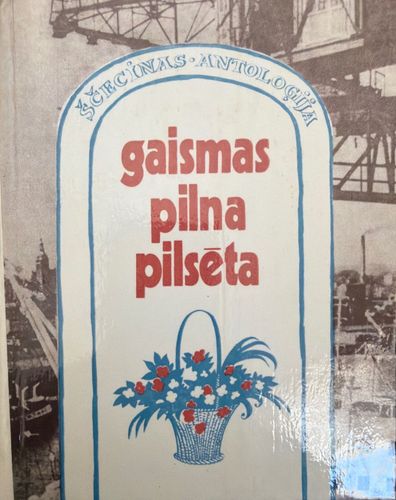 ŠČECINAS · ANTOLOĢIJA
gaismas
pilna
pilsēta